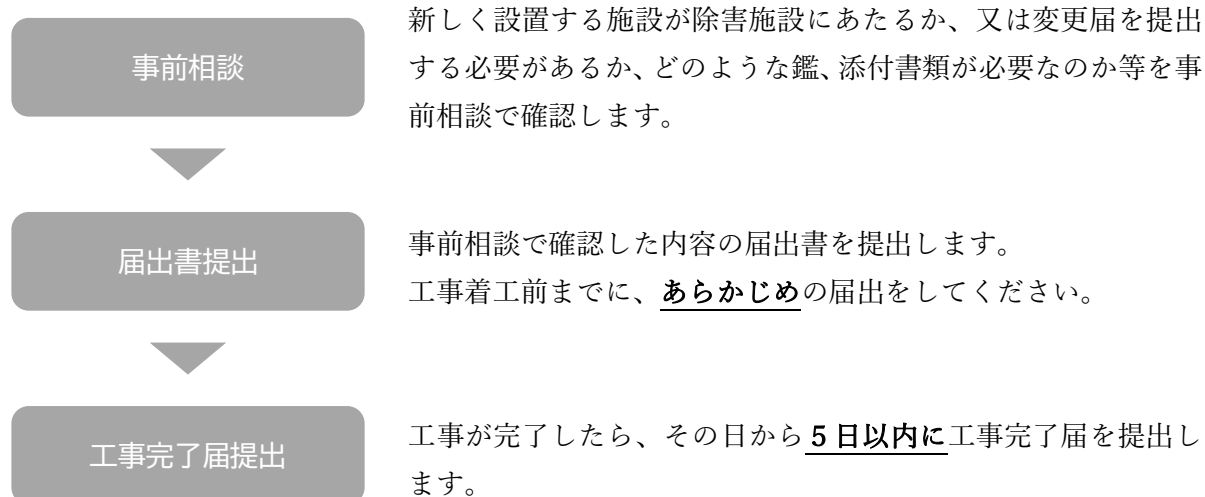 事前相談
新しく設置する施設が除害施設にあたるか、又は変更届を提出
する必要があるか、どのような鑑、添付書類が必要なのか等を事
前相談で確認します。
届出書提出
事前相談で確認した内容の届出書を提出します。
工事着工前までに、あらかじめの届出をしてください。
工事完了届提出
工事が完了したら、その日から5日以内に工事完了届を提出し
ます。